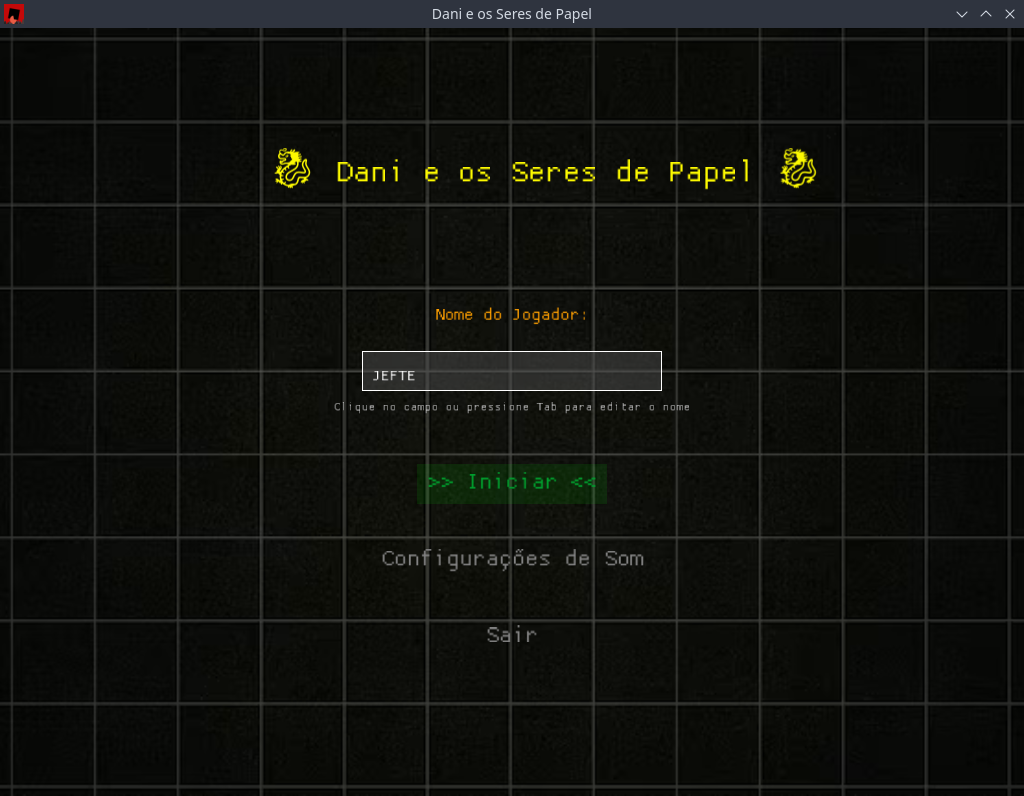 Dani e os Seres de Papel
🐉 Dani e os Seres de Papel 🐉
Nome do Jogador:
JEFTE
Clique no campo ou pressione Tab para editar o nome
>> Iniciar <<
Configurações de Som
Sair